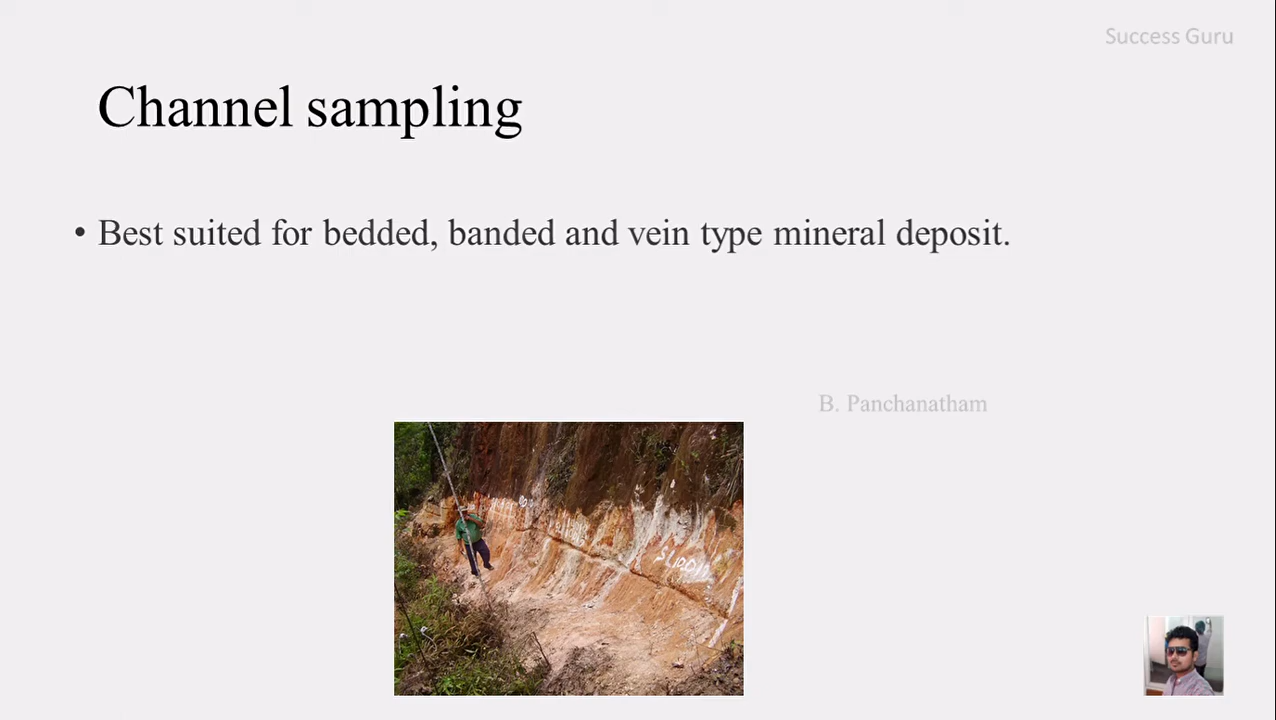 Success Guru
Channel sampling
• Best suited for bedded, banded and vein type mineral deposit.
B. Panchanatham